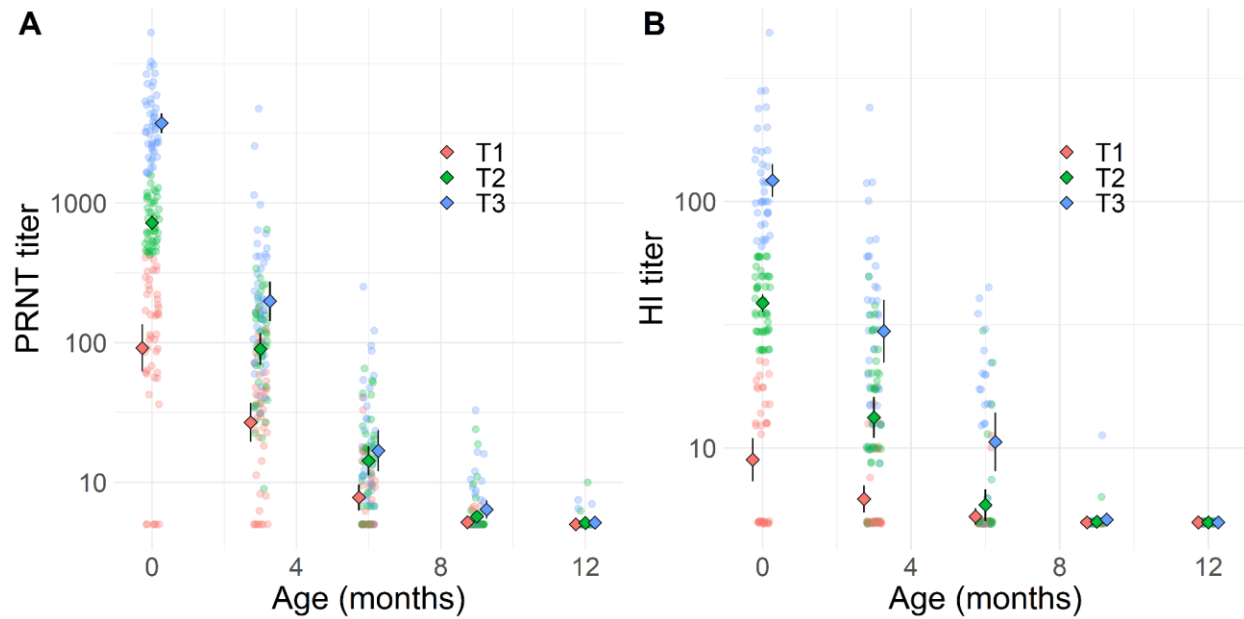 A
PRNT titer
1000
100
10
T1
T2
T3
0
4
8
12
Age (months)
B
HI titer
100
10
T1
T2
T3
0
4
8
12
Age (months)